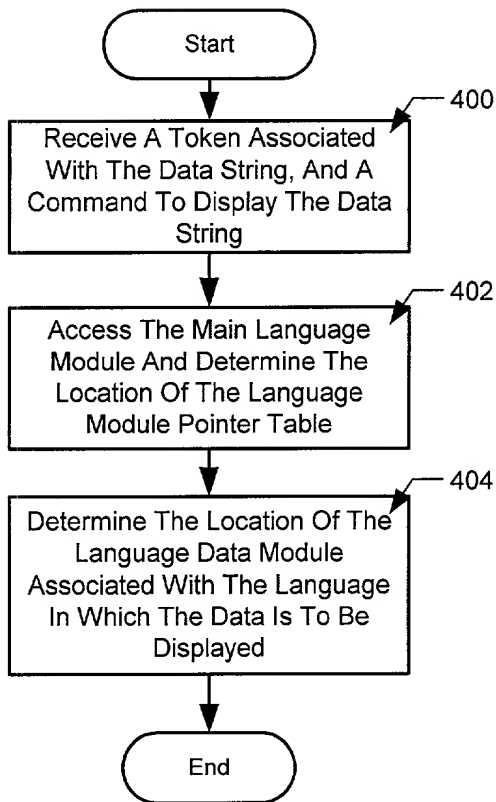 Start
400
Receive A Token Associated
With The Data String, And A
Command To Display The Data
String
402
Access The Main Language
Module And Determine The
Location Of The Language
Module Pointer Table
404
Determine The Location Of The
Language Data Module
Associated With The Language
In Which The Data Is To Be
Displayed
End